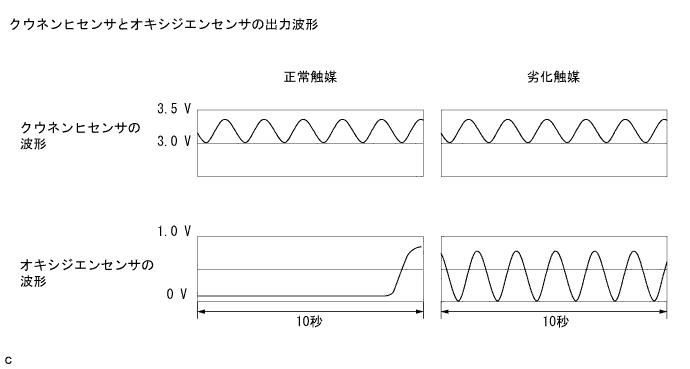 クウネンヒセンサとオキシジエンセンサの出力波形
正常触媒
劣化触媒
クウネンヒセンサの
波形
3.5 V
3.0 V
オキシジエンセンサの
波形
1.0 V
0 V
10秒
10秒
c